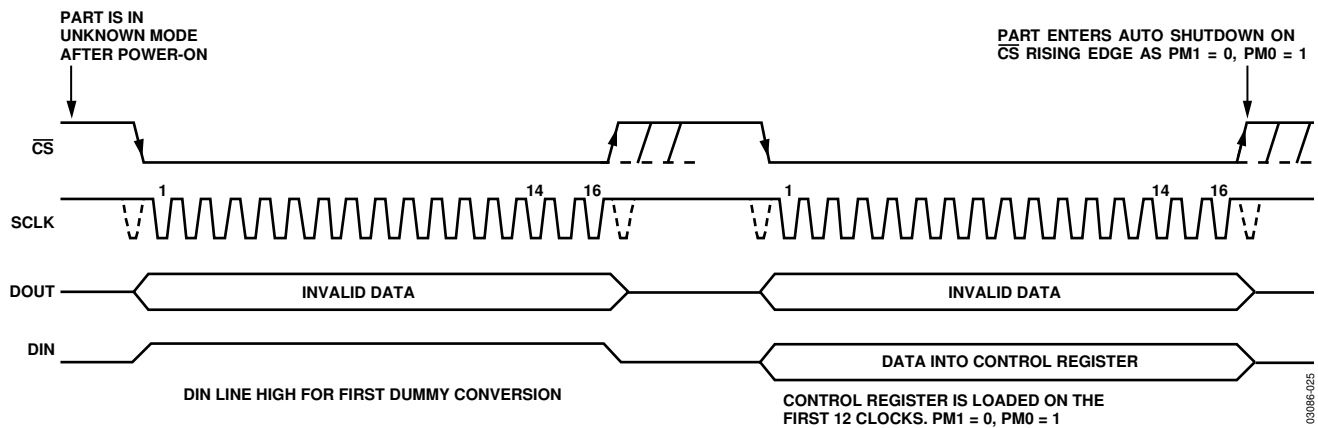 PART IS IN
UNKNOWN MODE
AFTER POWER-ON
PART ENTERS AUTO SHUTDOWN ON
CS RISING EDGE AS PM1 = 0, PM0 = 1
CS
1
14
16
1
14
16
SCLK
DOUT
INVALID DATA
INVALID DATA
DIN
DATA INTO CONTROL REGISTER
DIN LINE HIGH FOR FIRST DUMMY CONVERSION
CONTROL REGISTER IS LOADED ON THE
FIRST 12 CLOCKS. PM1 = 0, PM0 = 1
03086-025